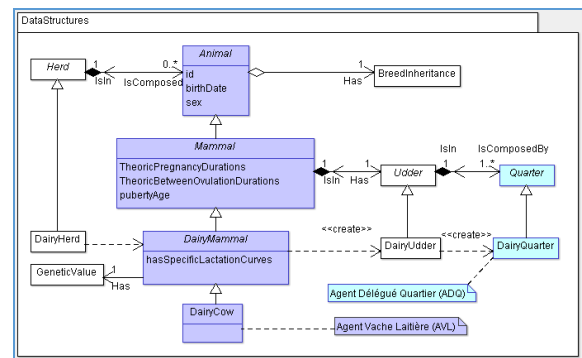 DataStructures
Herd
1
0..*
IsIn
IsComposed
Animal
id
birthDate
sex
1
Has
BreedInheritance
Mammal
TheoricPregnancyDurations
TheoricBetweenOvulationDurations
pubertyAge
1
1
IsIn
Has
Udder
IsIn
IsComposedBy
1
1..*
Quarter
DairyHerd
DairyMammal
hasSpecificLactationCurves
<<create>>
DairyUdder
<<create>>
DairyQuarter
GeneticValue
1
Has
DairyCow
Agent Délégué Quartier (ADQ)
Agent Vache Laitière (AVL)